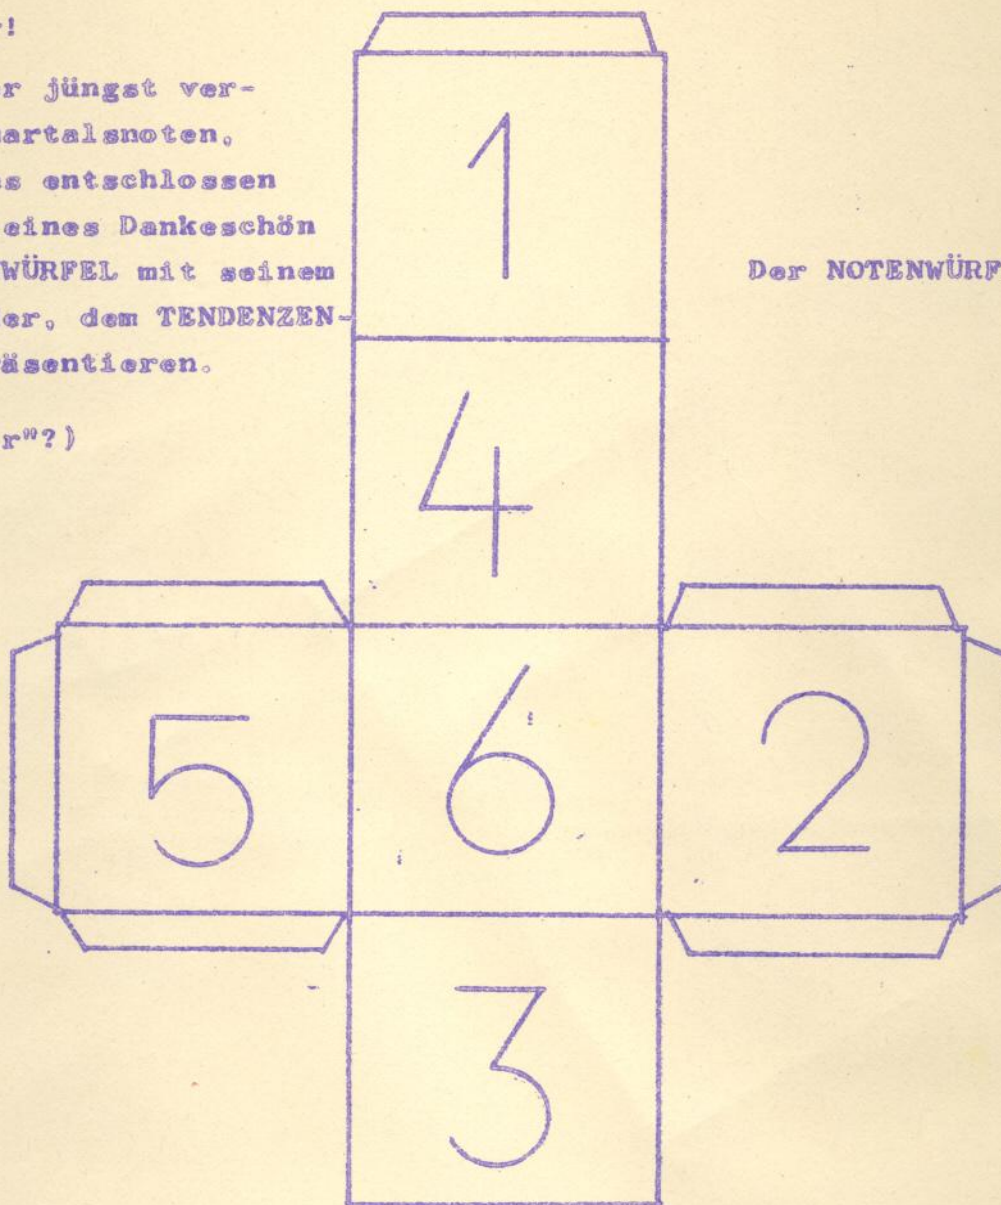 !
r jüngst ver-
artalsnoten,
s entschlossen
eines Dankeschön
WÜRFEL mit seinem
er, dem TENDENZEN-
räsentieren.
r"?)
Der NOTENWÜRF
1
4
5 6 2
3